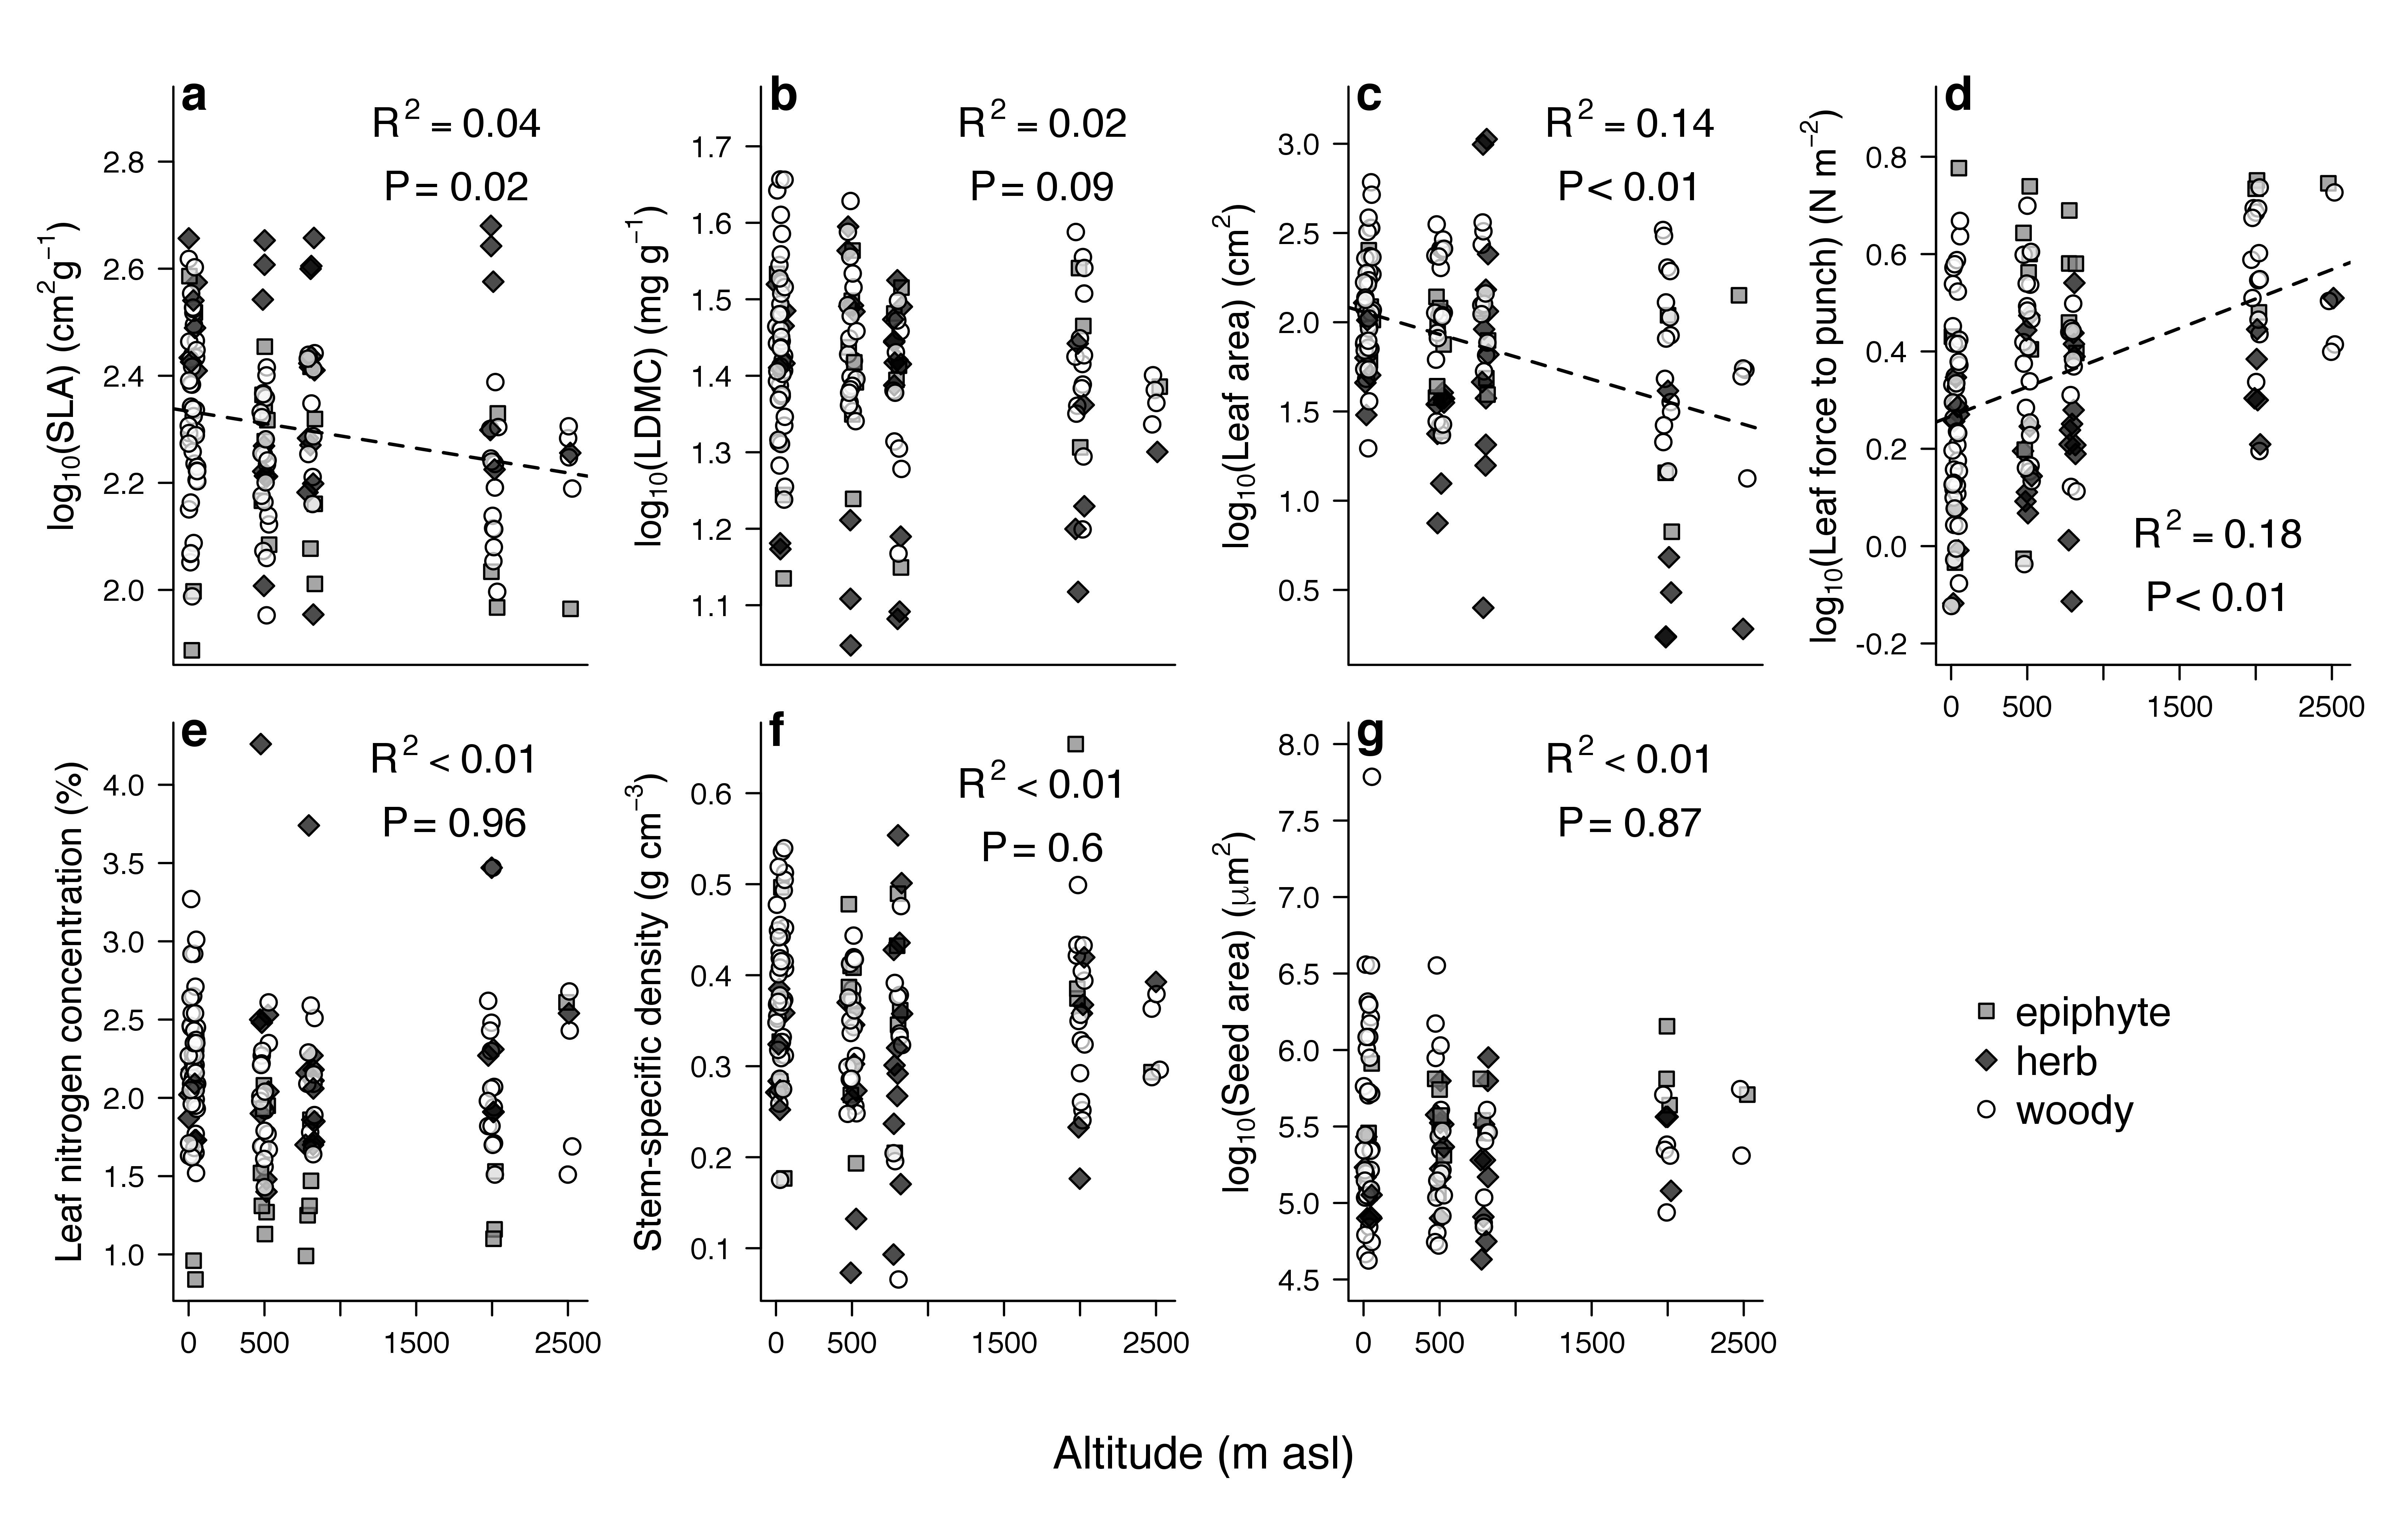 a
R² = 0.04
P = 0.02
log₁₀(SLA) (cm²g⁻¹)
2.8
2.6
2.4
2.2
2.0
b
R² = 0.02
P = 0.09
log₁₀(LDMC) (mg g⁻¹)
1.7
1.6
1.5
1.4
1.3
1.2
1.1
c
R² = 0.14
P < 0.01
log₁₀(Leaf area) (cm²)
3.0
2.5
2.0
1.5
1.0
0.5
d
log₁₀(Leaf force to punch) (N m⁻²)
0.8
0.6
0.4
0.2
0.0
-0.2
R² = 0.18
P < 0.01
0 500 1500 2500
e
R² < 0.01
P = 0.96
Leaf nitrogen concentration (%)
4.0
3.5
3.0
2.5
2.0
1.5
1.0
0 500 1500 2500
f
R² < 0.01
P = 0.6
Stem-specific density (g cm⁻³)
0.6
0.5
0.4
0.3
0.2
0.1
0 500 1500 2500
g
R² < 0.01
P = 0.87
log₁₀(Seed area) (μm²)
8.0
7.5
7.0
6.5
6.0
5.5
5.0
4.5
0 500 1500 2500
epiphyte
herb
woody
Altitude (m asl)